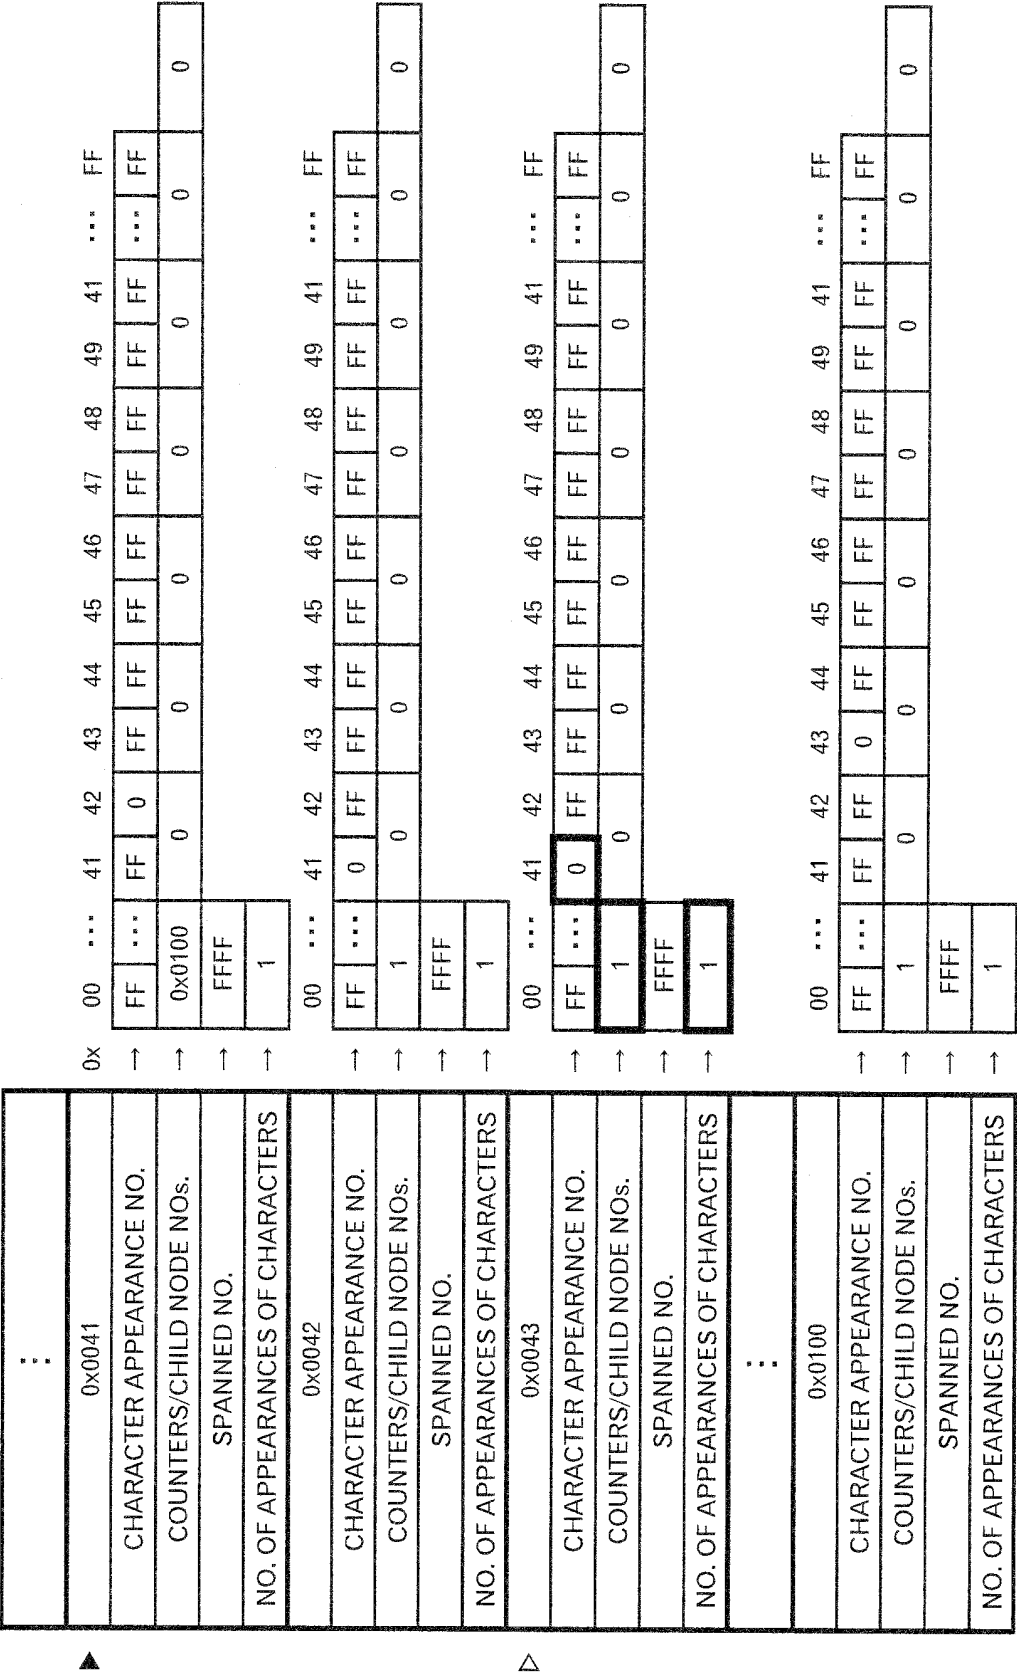 ⋮
▲ 0x0041 0x 00 ... 41 42 43 44 45 46 47 48 49 41 ... FF
CHARACTER APPEARANCE NO. → FF ... FF 0 FF FF FF FF FF FF FF FF ... FF
COUNTERS/CHILD NODE NOs. → 0x0100 0 0 0 0 0 0 0
SPANNED NO. → FFFF
NO. OF APPEARANCES OF CHARACTERS → 1
0x0042 00 ... 41 42 43 44 45 46 47 48 49 41 ... FF
CHARACTER APPEARANCE NO. → FF ... 0 FF FF FF FF FF FF FF FF FF ... FF
COUNTERS/CHILD NODE NOs. → 1 0 0 0 0 0 0 0
SPANNED NO. → FFFF
NO. OF APPEARANCES OF CHARACTERS → 1
△ 0x0043 00 ... 41 42 43 44 45 46 47 48 49 41 ... FF
CHARACTER APPEARANCE NO. → FF ... 0 FF FF FF FF FF FF FF FF FF ... FF
COUNTERS/CHILD NODE NOs. → 1 0 0 0 0 0 0 0
SPANNED NO. → FFFF
NO. OF APPEARANCES OF CHARACTERS → 1
⋮
0x0100 00 ... 41 42 43 44 45 46 47 48 49 41 ... FF
CHARACTER APPEARANCE NO. → FF ... FF FF 0 FF FF FF FF FF FF FF ... FF
COUNTERS/CHILD NODE NOs. → 1 0 0 0 0 0 0 0
SPANNED NO. → FFFF
NO. OF APPEARANCES OF CHARACTERS → 1